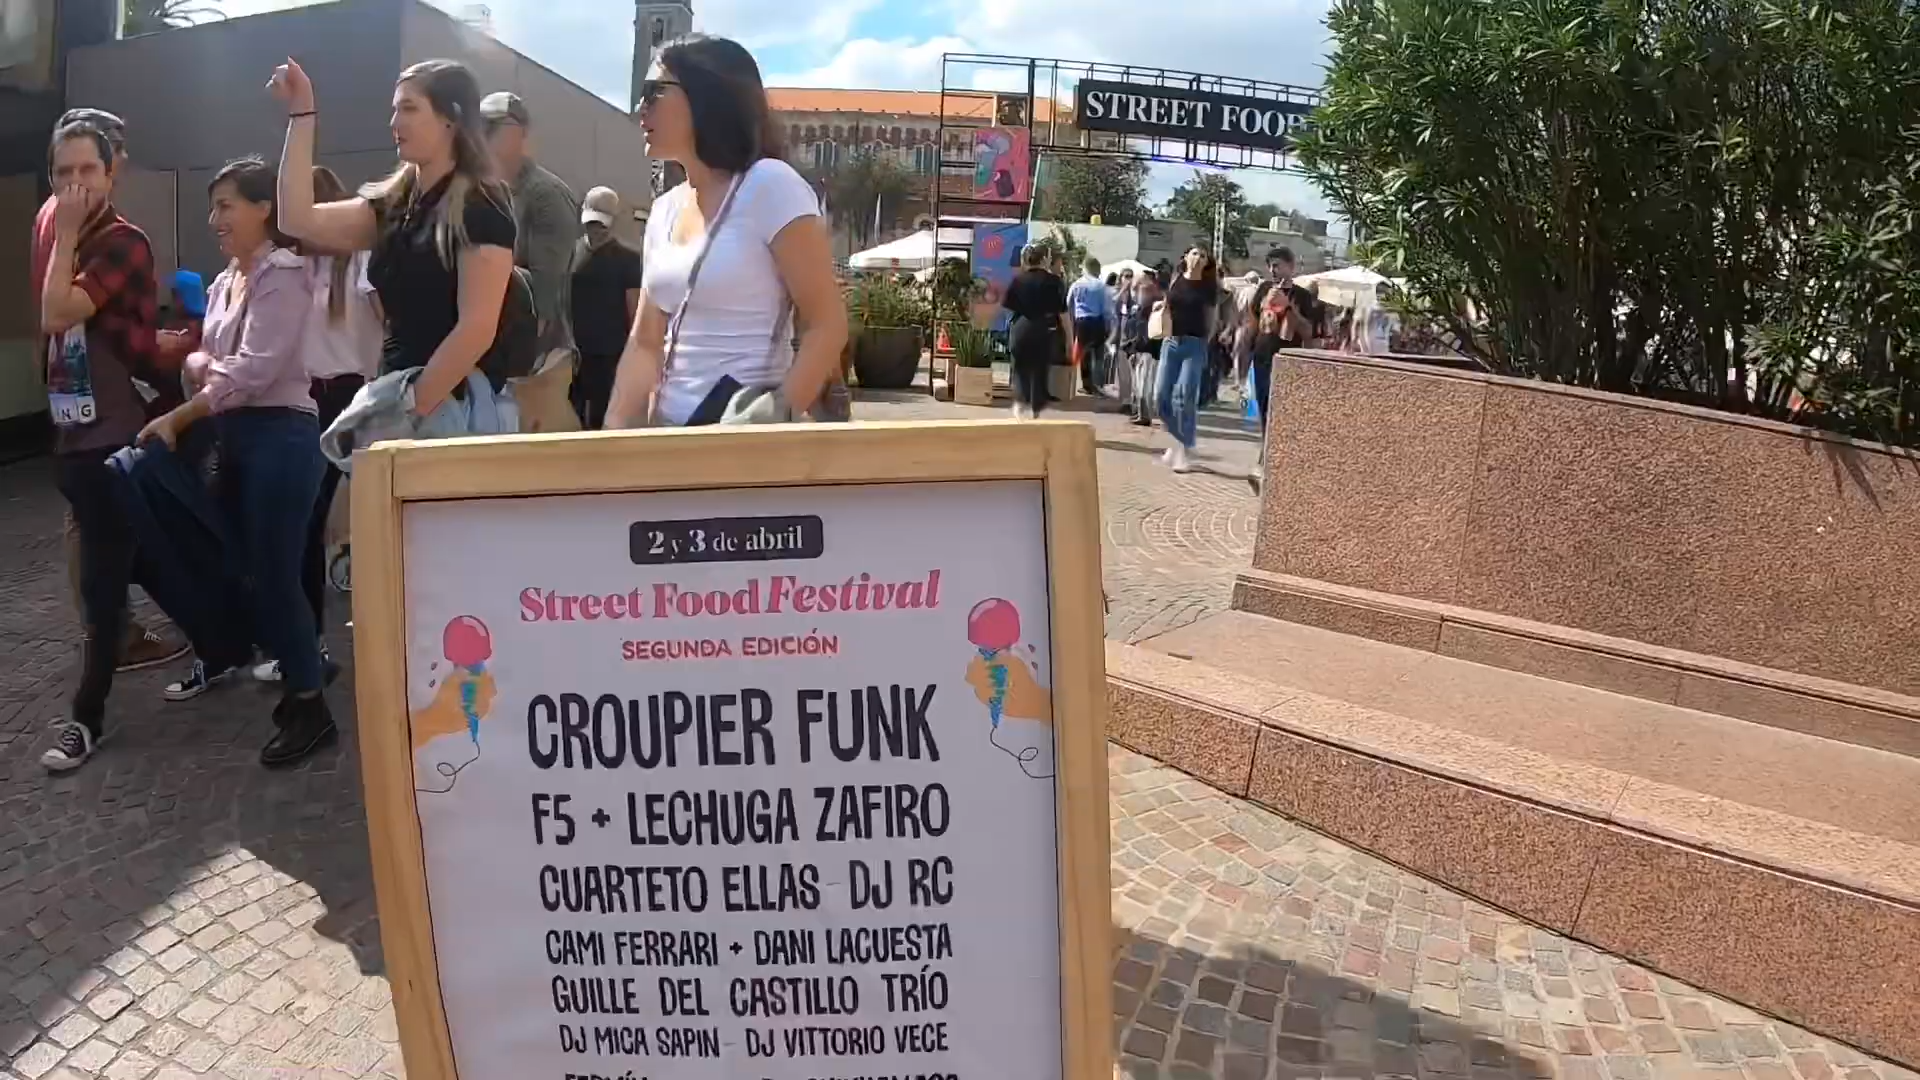 STREET FOOD
NG
2 y 3 de abril
Street Food Festival
SEGUNDA EDICIÓN
CROUPIER FUNK
F5 + LECHUGA ZAFIRO
CUARTETO ELLAS - DJ RC
CAMI FERRARI + DANI LACUESTA
GUILLE DEL CASTILLO TRÍO
DJ MICA SAPIN - DJ VITTORIO VECE